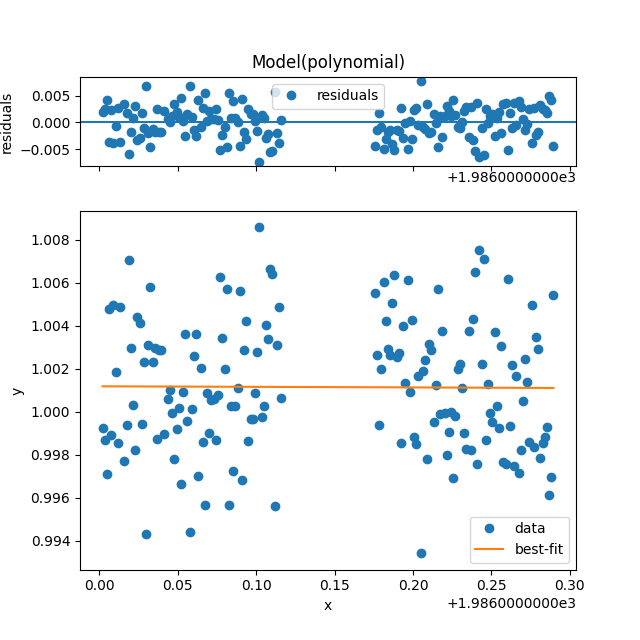 Model(polynomial)
residuals
0.005
0.000
−0.005
residuals
+1.9860000000e3
y
1.008
1.006
1.004
1.002
1.000
0.998
0.996
0.994
data
best-fit
0.00 0.05 0.10 0.15 0.20 0.25 0.30
x
+1.9860000000e3